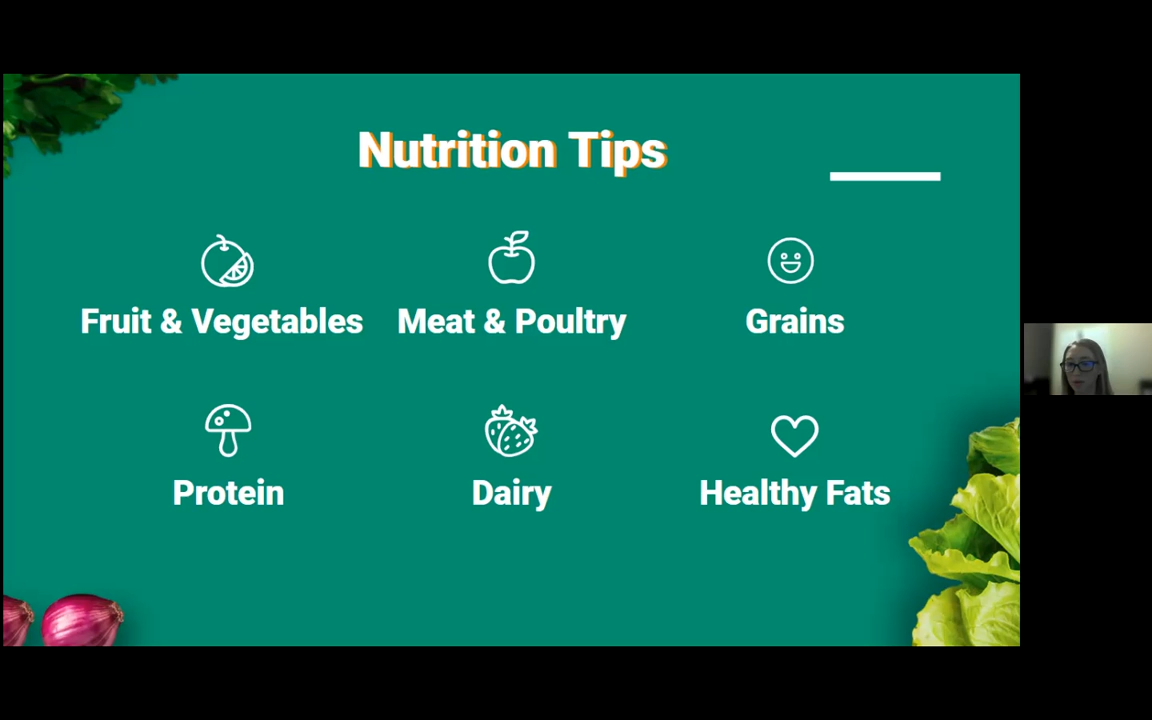 Nutrition Tips
Fruit & Vegetables
Meat & Poultry
Grains
Protein
Dairy
Healthy Fats